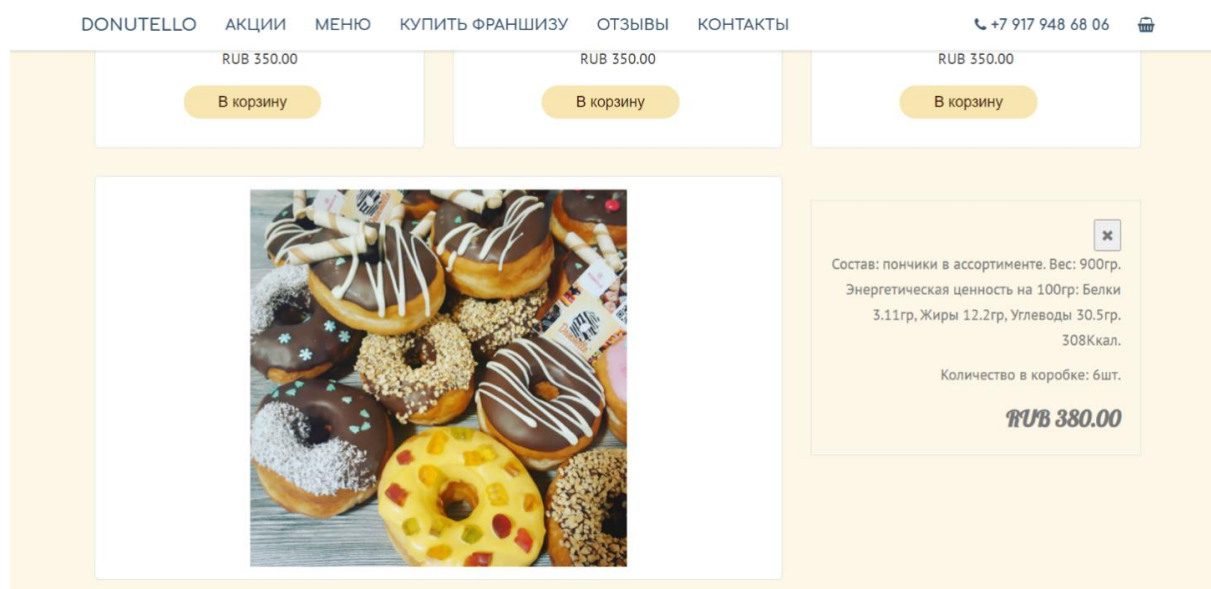 DONUTELLO АКЦИИ МЕНЮ КУПИТЬ ФРАНШИЗУ ОТЗЫВЫ КОНТАКТЫ +7 917 948 68 06
RUB 350.00 RUB 350.00 RUB 350.00
В корзину В корзину В корзину
Состав: пончики в ассортименте. Вес: 900гр.
Энергетическая ценность на 100гр: Белки
3.11гр, Жиры 12.2гр, Углеводы 30.5гр.
308Ккал.
Количество в коробке: 6шт.
RUB 380.00